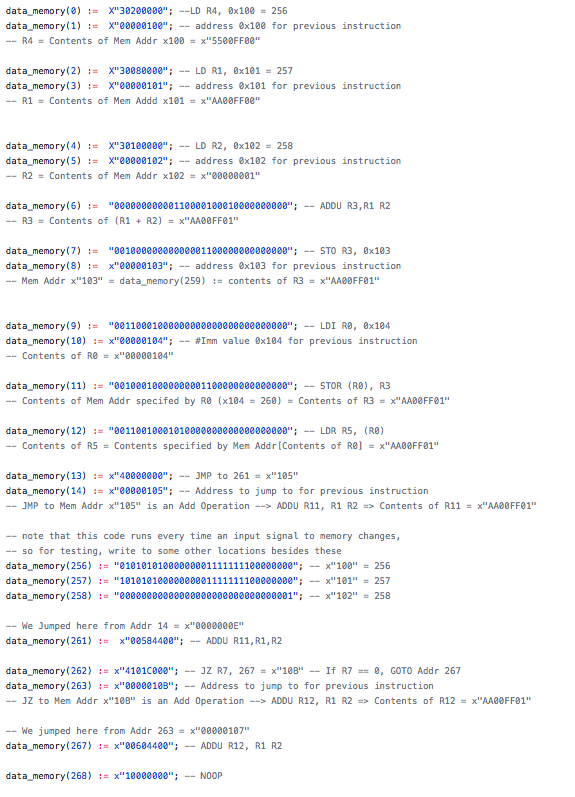 data_memory(0) :=  X"30200000"; --LD R4, 0x100 = 256
data_memory(1) :=  X"00000100"; -- address 0x100 for previous instruction
-- R4 = Contents of Mem Addr x100 = x"5500FF00"
data_memory(2) :=  X"30080000"; -- LD R1, 0x101 = 257
data_memory(3) :=  X"00000101"; -- address 0x101 for previous instruction
-- R1 = Contents of Mem Addd x101 = x"AA00FF00"
data_memory(4) :=  X"30100000"; -- LD R2, 0x102 = 258
data_memory(5) :=  X"00000102"; -- address 0x102 for previous instruction
-- R2 = Contents of Mem Addr x102 = x"00000001"
data_memory(6) :=  "00000000000110000100010000000000"; -- ADDU R3,R1 R2
-- R3 = Contents of (R1 + R2) = x"AA00FF01"
data_memory(7) :=  "00100000000000001100000000000000"; -- STO R3, 0x103
data_memory(8) :=  x"00000103"; -- address 0x103 for previous instruction
-- Mem Addr x"103" = data_memory(259) := contents of R3 = x"AA00FF01"
data_memory(9) :=  "00110001000000000000000000000000"; -- LDI R0, 0x104
data_memory(10) := x"00000104"; -- #Imm value 0x104 for previous instruction
-- Contents of R0 = x"00000104"
data_memory(11) := "00100100000000001100000000000000"; -- STOR (R0), R3
-- Contents of Mem Addr specifed by R0 (x104 = 260) = Contents of R3 = x"AA00FF01"
data_memory(12) := "00110010001010000000000000000000"; -- LDR R5, (R0)
-- Contents of R5 = Contents specified by Mem Addr[Contents of R0] = x"AA00FF01"
data_memory(13) := x"40000000"; -- JMP to 261 = x"105"
data_memory(14) := x"00000105"; -- Address to jump to for previous instruction
-- JMP to Mem Addr x"105" is an Add Operation --> ADDU R11, R1 R2 => Contents of R11 = x"AA00FF01"
-- note that this code runs every time an input signal to memory changes,
-- so for testing, write to some other locations besides these
data_memory(256) := "01010101000000001111111100000000"; -- x"100" = 256
data_memory(257) := "10101010000000001111111100000000"; -- x"101" = 257
data_memory(258) := "00000000000000000000000000000001"; -- x"102" = 258
-- We Jumped here from Addr 14 = x"0000000E"
data_memory(261) :=  x"00584400"; -- ADDU R11,R1,R2
data_memory(262) := x"4101C000"; -- JZ R7, 267 = x"10B" -- If R7 == 0, GOTO Addr 267
data_memory(263) := x"0000010B"; -- Address to jump to for previous instruction
-- JZ to Mem Addr x"10B" is an Add Operation --> ADDU R12, R1 R2 => Contents of R12 = x"AA00FF01"
-- We jumped here from Addr 263 = x"00000107"
data_memory(267) := x"00604400"; -- ADDU R12, R1 R2
data_memory(268) := x"10000000"; -- NOOP